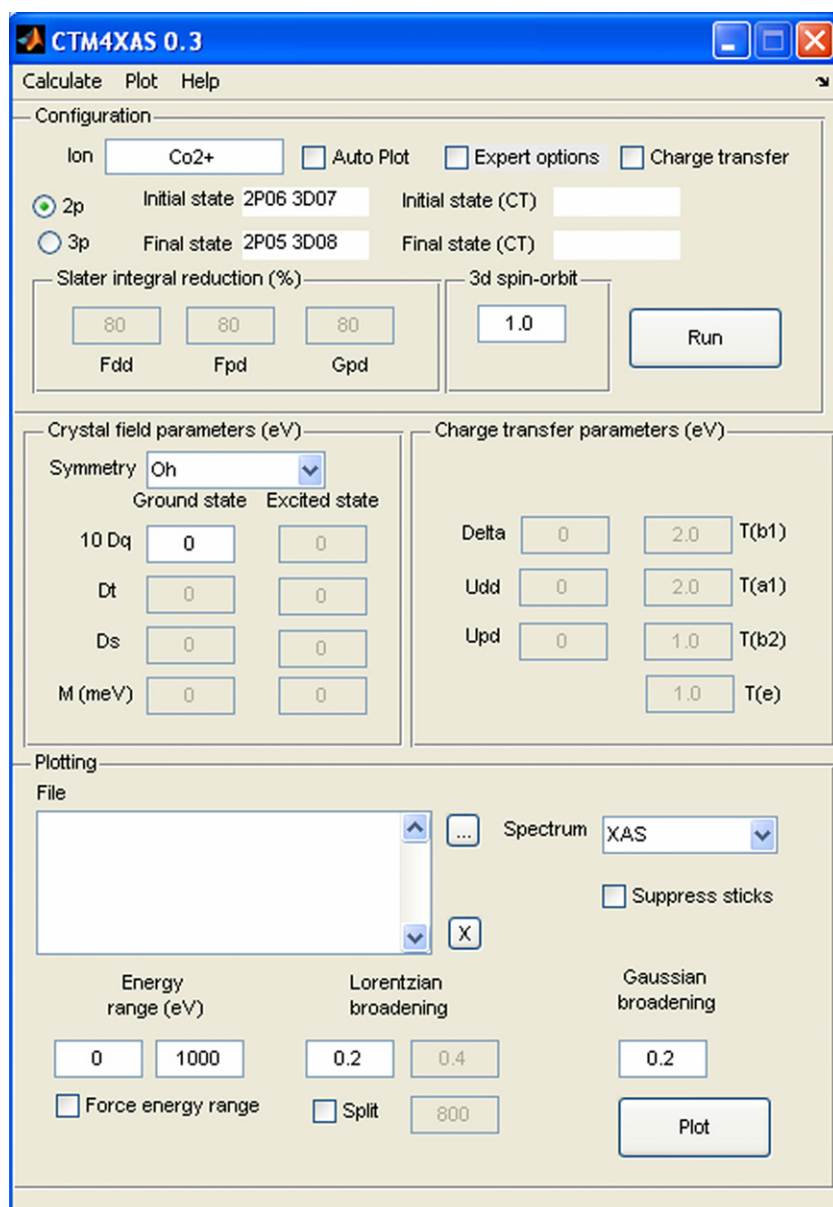 CTM4XAS 0.3
Calculate Plot Help
Configuration
Ion Co2+ Auto Plot Expert options Charge transfer
2p Initial state 2P06 3D07 Initial state (CT)
3p Final state 2P05 3D08 Final state (CT)
Slater integral reduction (%) 3d spin-orbit
80 80 80 1.0 Run
Fdd Fpd Gpd
Crystal field parameters (eV) Charge transfer parameters (eV)
Symmetry Oh
Ground state Excited state
10 Dq 0 0 Delta 0 2.0 T(b1)
Dt 0 0 Udd 0 2.0 T(a1)
Ds 0 0 Upd 0 1.0 T(b2)
M (meV) 0 0 1.0 T(e)
Plotting
File
... Spectrum XAS
Suppress sticks
X
Energy Lorentzian Gaussian
range (eV) broadening broadening
0 1000 0.2 0.4 0.2
Force energy range Split 800 Plot